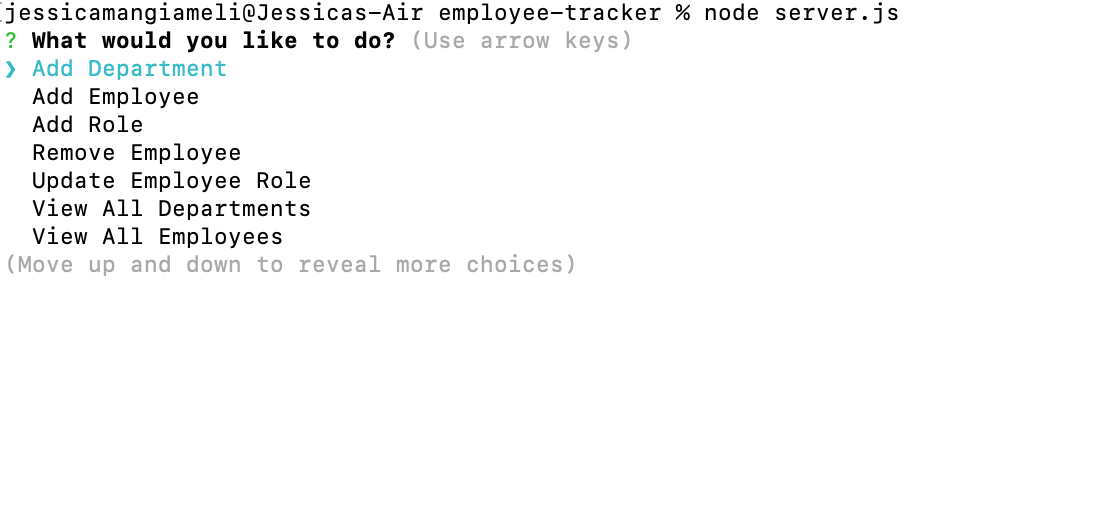 jessicamangiameli@Jessicas-Air employee-tracker % node server.js
? What would you like to do? (Use arrow keys)
❯ Add Department
Add Employee
Add Role
Remove Employee
Update Employee Role
View All Departments
View All Employees
(Move up and down to reveal more choices)